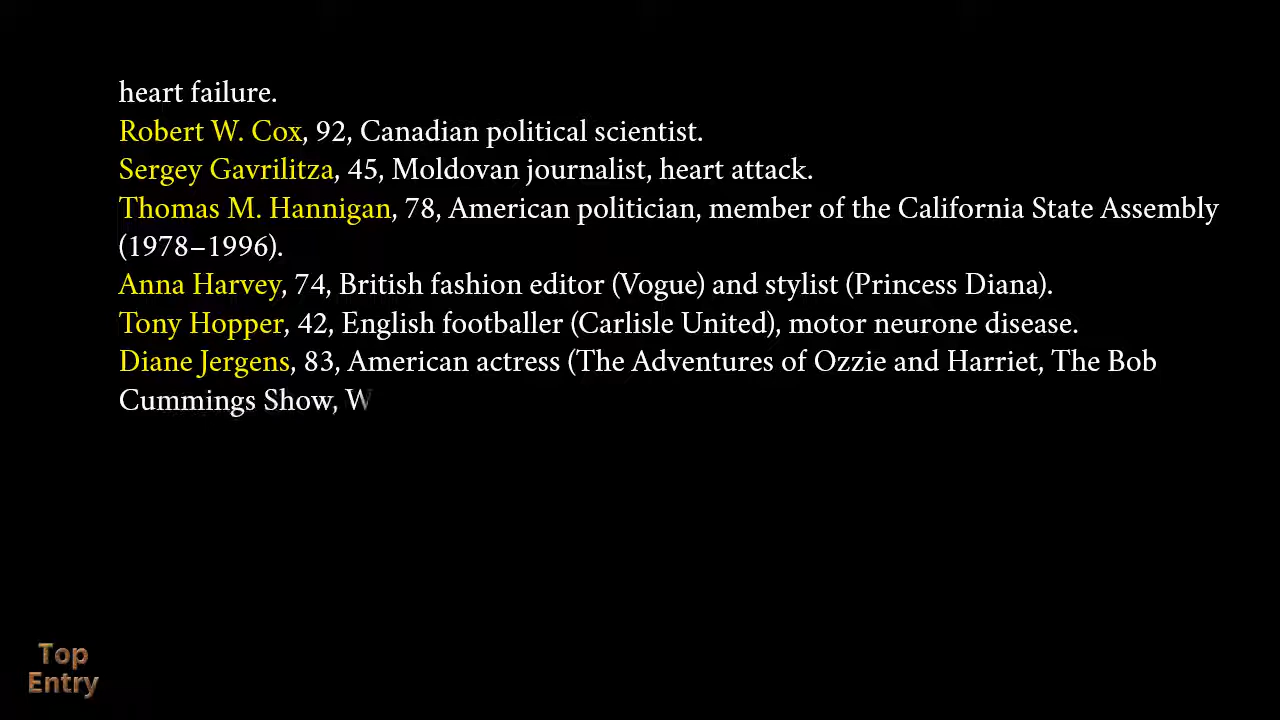 heart failure.
Robert W. Cox, 92, Canadian political scientist.
Sergey Gavrilitza, 45, Moldovan journalist, heart attack.
Thomas M. Hannigan, 78, American politician, member of the California State Assembly
(1978–1996).
Anna Harvey, 74, British fashion editor (Vogue) and stylist (Princess Diana).
Tony Hopper, 42, English footballer (Carlisle United), motor neurone disease.
Diane Jergens, 83, American actress (The Adventures of Ozzie and Harriet, The Bob
Cummings Show, W
Top
Entry